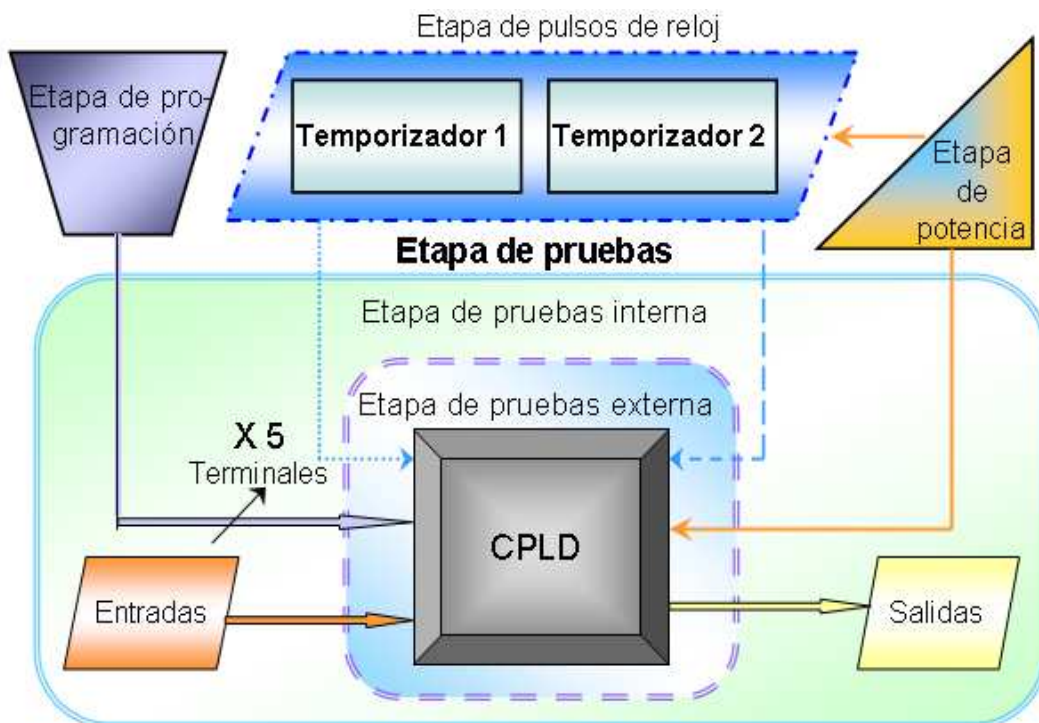 Etapa de pulsos de reloj
Etapa de pro-
gramación
Temporizador 1
Temporizador 2
Etapa
de
potencia
Etapa de pruebas
Etapa de pruebas interna
Etapa de pruebas externa
X 5
Terminales
CPLD
Entradas
Salidas